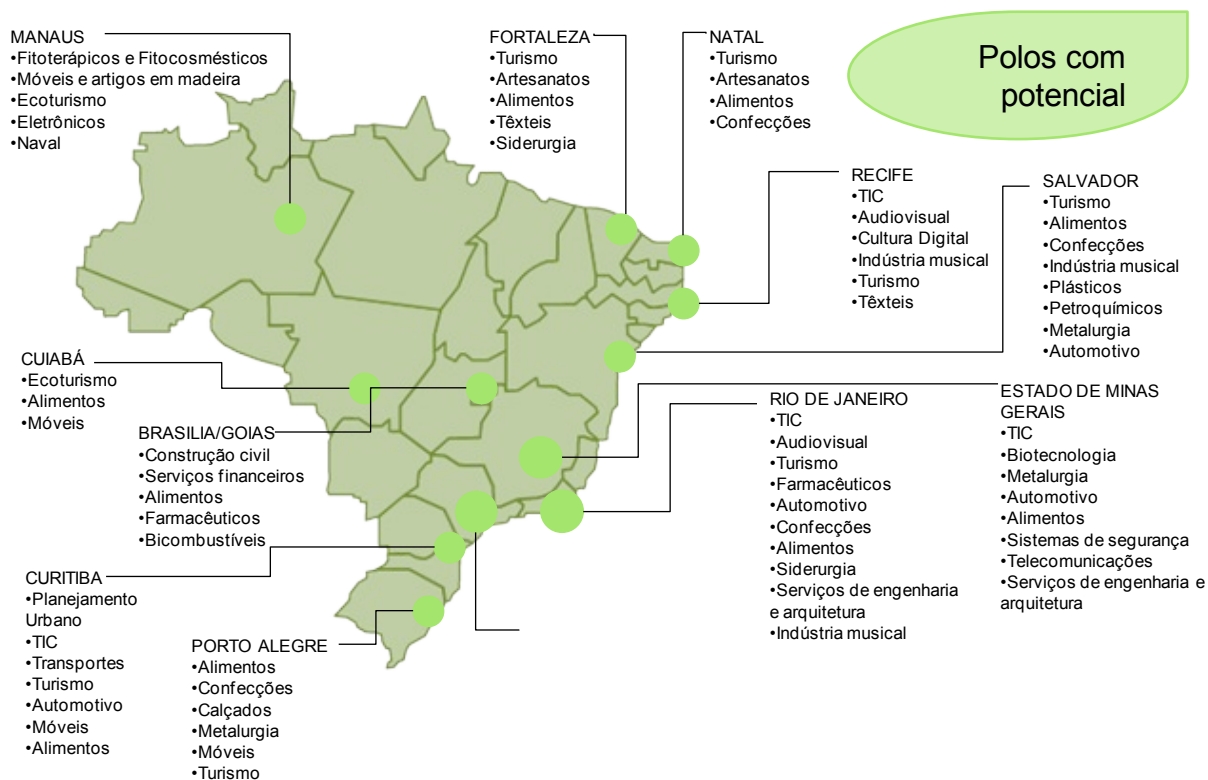 MANAUS
•Fitoterápicos e Fitocosmésticos
•Móveis e artigos em madeira
•Ecoturismo
•Eletrônicos
•Naval
FORTALEZA
•Turismo
•Artesanatos
•Alimentos
•Têxteis
•Siderurgia
NATAL
•Turismo
•Artesanatos
•Alimentos
•Confecções
Polos com
potencial
RECIFE
•TIC
•Audiovisual
•Cultura Digital
•Indústria musical
•Turismo
•Têxteis
SALVADOR
•Turismo
•Alimentos
•Confecções
•Indústria musical
•Plásticos
•Petroquímicos
•Metalurgia
•Automotivo
CUIABÁ
•Ecoturismo
•Alimentos
•Móveis
BRASILIA/GOIAS
•Construção civil
•Serviços financeiros
•Alimentos
•Farmacêuticos
•Bicombustíveis
RIO DE JANEIRO
•TIC
•Audiovisual
•Turismo
•Farmacêuticos
•Automotivo
•Confecções
•Alimentos
•Siderurgia
•Serviços de engenharia
e arquitetura
•Indústria musical
ESTADO DE MINAS
GERAIS
•TIC
•Biotecnologia
•Metalurgia
•Automotivo
•Alimentos
•Sistemas de segurança
•Telecomunicações
•Serviços de engenharia e
arquitetura
CURITIBA
•Planejamento
Urbano
•TIC
•Transportes
•Turismo
•Automotivo
•Móveis
•Alimentos
PORTO ALEGRE
•Alimentos
•Confecções
•Calçados
•Metalurgia
•Móveis
•Turismo